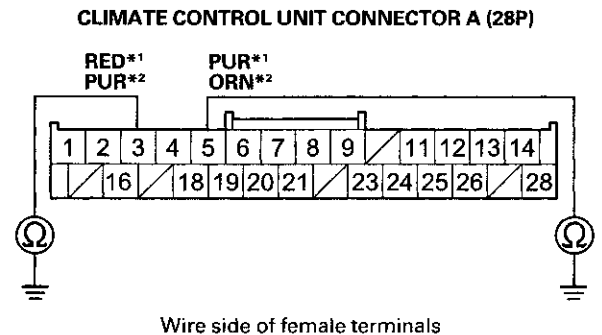 CLIMATE CONTROL UNIT CONNECTOR A (28P)
RED*1 PUR*1
PUR*2 ORN*2
1 2 3 4 5 6 7 8 9 11 12 13 14
16 18 19 20 21 23 24 25 26 28
Ω Ω
Wire side of female terminals